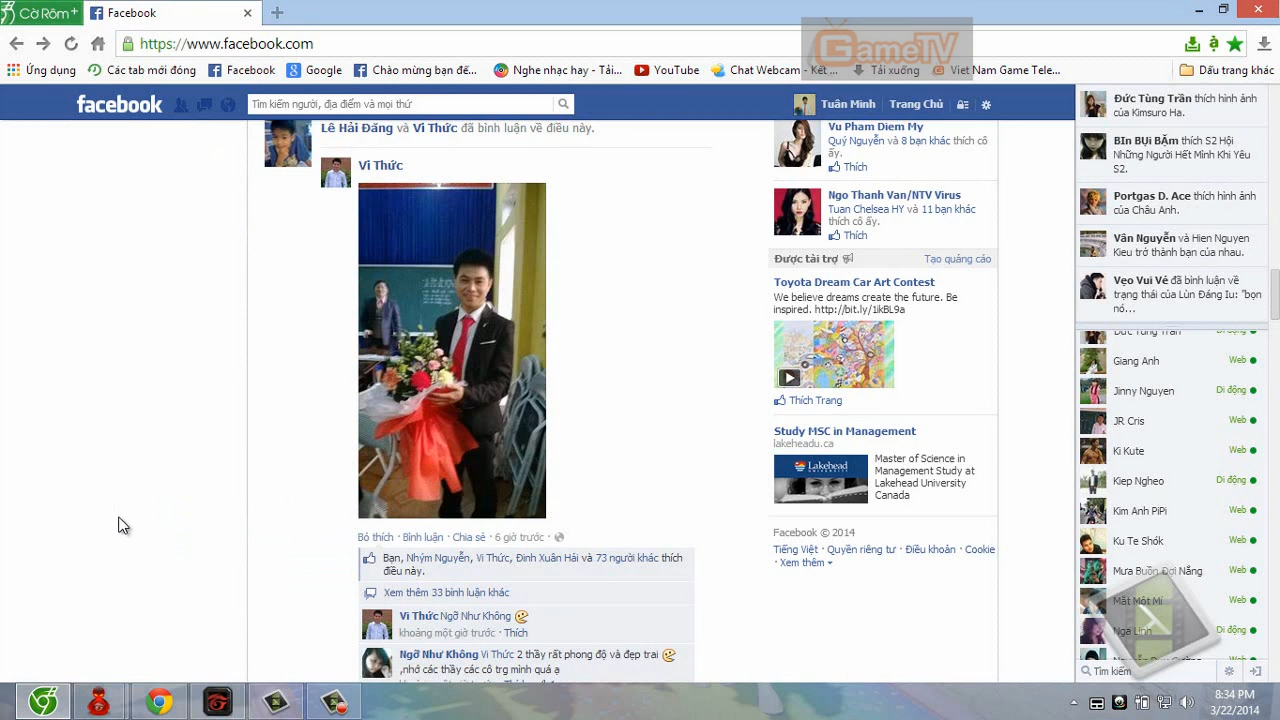 Cờ Rôm+
Facebook
https://www.facebook.com
GameTV
Ứng dụng
Các tab mới đóng
Facebook
Google
Chào mừng bạn để...
Nghe nhạc hay - Tải...
YouTube
Chat Webcam - Kết ...
Tải xuống
Viet Nam Game Tele...
Dấu trang khác
facebook
Tìm kiếm người, địa điểm và mọi thứ
Tuân Minh
Trang Chủ
Lê Hải Đăng và Vi Thức đã bình luận về điều này.
Vi Thức
Bỏ thích · Bình luận · Chia sẻ · 6 giờ trước ·
Bạn, Nhým Nguyễn, Vi Thức, Đinh Xuân Hải và 73 người khác thích
điều này.
Xem thêm 33 bình luận khác
Vi Thức Ngỡ Như Không
khoảng một giờ trước · Thích
Ngỡ Như Không Vi Thức 2 thầy rất phong độ và đẹp trai
,nhớ các thầy các cô trg mình quá a
Vu Pham Diem My
Quý Nguyễn và 8 bạn khác thích cô
ấy.
Thích
Ngo Thanh Van/NTV Virus
Tuan Chelsea HY và 11 bạn khác
thích cô ấy.
Thích
Được tài trợ
Tạo quảng cáo
Toyota Dream Car Art Contest
We believe dreams create the future. Be
inspired. http://bit.ly/1ikBL9a
Thích Trang
Study MSC in Management
lakeheadu.ca
Lakehead
UNIVERSITY
Master of Science in
Management Study at
Lakehead University
Canada
Facebook © 2014
Tiếng Việt · Quyền riêng tư · Điều khoản · Cookie
· Xem thêm
Đức Tùng Trần thích hình ảnh
của Kimsuro Ha.
BỊn BỤi BẶm thích S2 Hội
Những Người Hết Mình Khi Yêu
S2.
Portgas D. Ace thích hình ảnh
của Châu Anh.
Vân Nguyễn và Hien Nguyen
Kieu trở thành bạn của nhau.
Vẹn Vui Vẻ đã bình luận về
trạng thái của Lùn Đáng Iu: "bọn
nó...
Đức Tùng Trần
Giang Anh Web
Jinny Nguyen Di động
JR Cris Web
Ki Kute Web
Kiep Ngheo Di động
Kim Anh PiPi Web
Ku Te Shôk Web
Mưa Buồn Đợi Nắng Web
Mắt Một Mí Web
Di động
Tìm kiếm
8:34 PM
3/22/2014